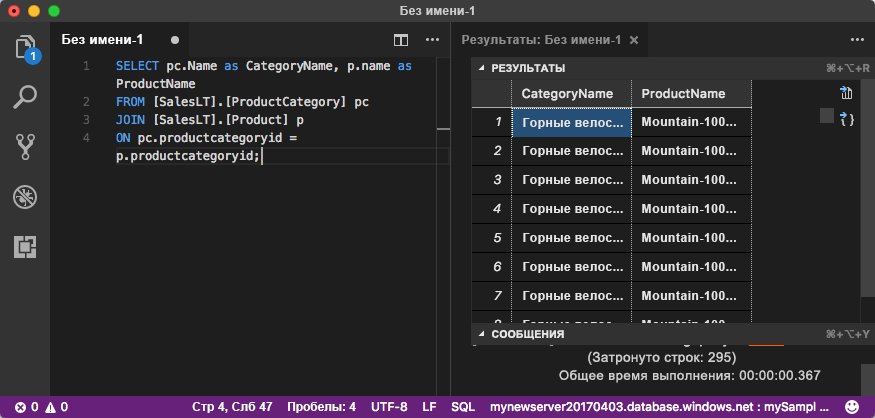 Без имени-1
Без имени-1
Результаты: Без имени-1
1
1 SELECT pc.Name as CategoryName, p.name as
ProductName
2 FROM [SalesLT].[ProductCategory] pc
3 JOIN [SalesLT].[Product] p
4 ON pc.productcategoryid =
p.productcategoryid;
РЕЗУЛЬТАТЫ ⌘+⌥+R
CategoryName ProductName
1 Горные велос... Mountain-100...
2 Горные велос... Mountain-100...
3 Горные велос... Mountain-100...
4 Горные велос... Mountain-100...
5 Горные велос... Mountain-100...
6 Горные велос... Mountain-100...
7 Горные велос... Mountain-100...
СООБЩЕНИЯ ⌘+⌥+Y
(Затронуто строк: 295)
Общее время выполнения: 00:00:00.367
0 0 Стр 4, Слб 47 Пробелы: 4 UTF-8 LF SQL mynewserver20170403.database.windows.net : mySampl ...